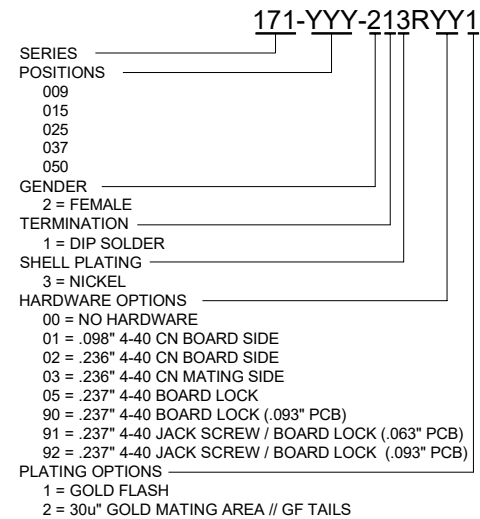 171-YYY-213RYY1
SERIES
POSITIONS
009
015
025
037
050
GENDER
2 = FEMALE
TERMINATION
1 = DIP SOLDER
SHELL PLATING
3 = NICKEL
HARDWARE OPTIONS
00 = NO HARDWARE
01 = .098" 4-40 CN BOARD SIDE
02 = .236" 4-40 CN BOARD SIDE
03 = .236" 4-40 CN MATING SIDE
05 = .237" 4-40 BOARD LOCK
90 = .237" 4-40 BOARD LOCK (.093" PCB)
91 = .237" 4-40 JACK SCREW / BOARD LOCK (.063" PCB)
92 = .237" 4-40 JACK SCREW / BOARD LOCK (.093" PCB)
PLATING OPTIONS
1 = GOLD FLASH
2 = 30u" GOLD MATING AREA // GF TAILS